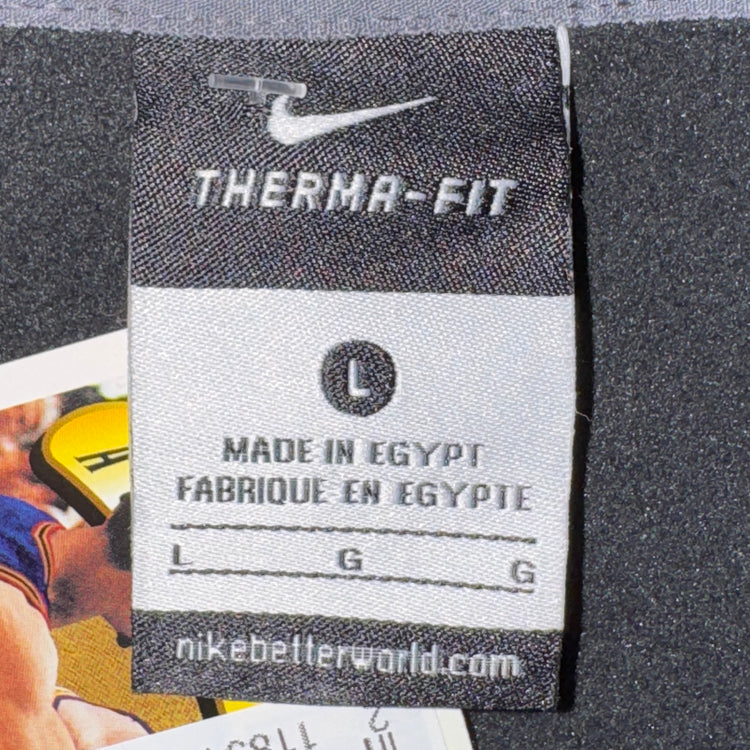 THERMA-FIT
L
MADE IN EGYPT
FABRIQUE EN EGYPTE
L G G
nikebetterworld.com